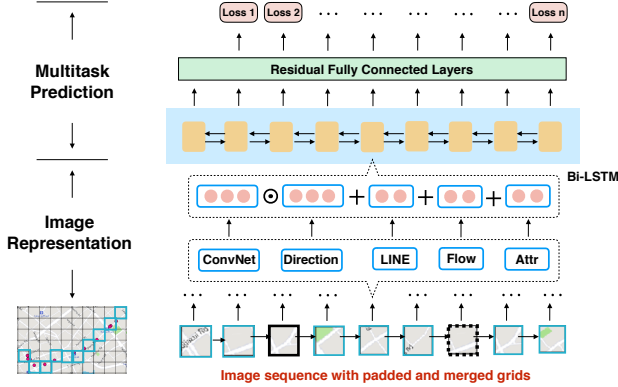 Loss 1
Loss 2
... ... ... ...
Loss n
Multitask
Prediction
Residual Fully Connected Layers
Bi-LSTM
Image
Representation
ConvNet
Direction
LINE
Flow
Attr
Image sequence with padded and merged grids